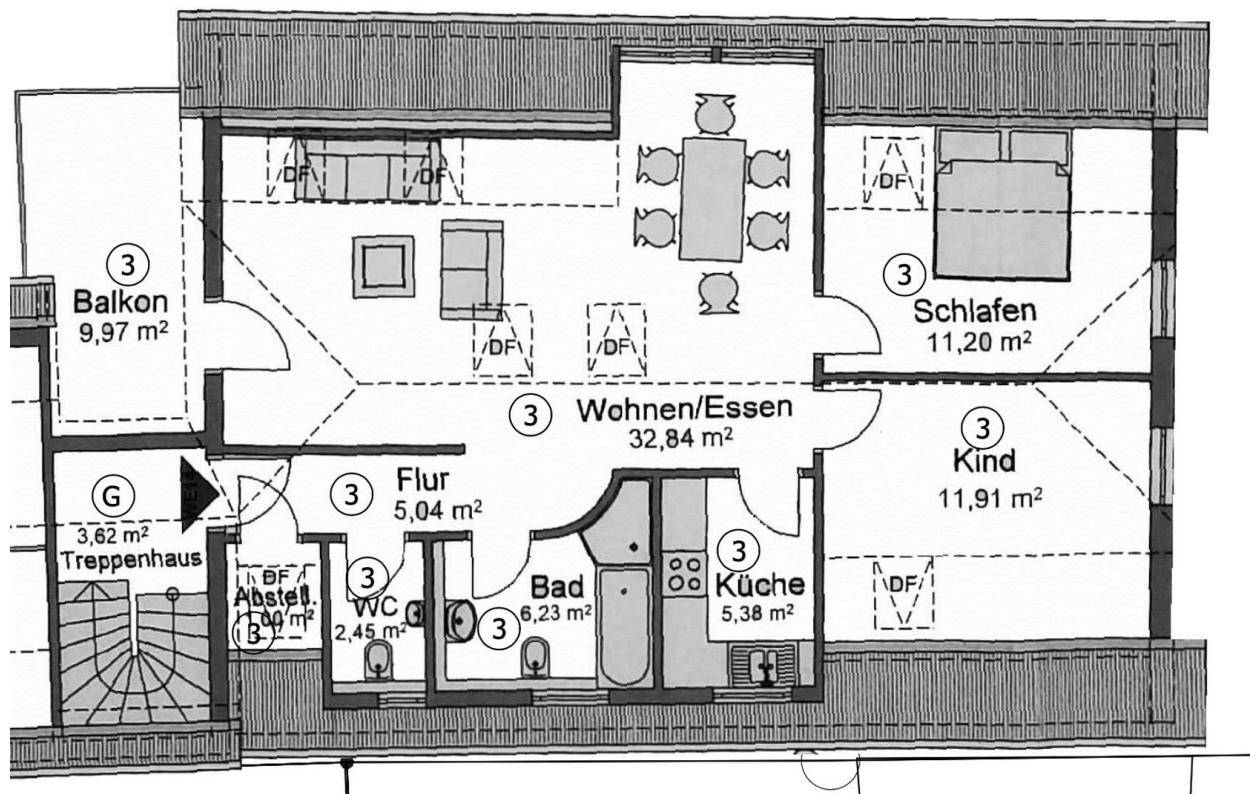 DF
DF
DF
3
Balkon
9,97 m²
3
Schlafen
11,20 m²
DF
DF
3
Wohnen/Essen
32,84 m²
3
Kind
11,91 m²
G
3,62 m²
Treppenhaus
3
Flur
5,04 m²
DF
Abstell.
3
3
WC
2,45 m²
3
Bad
6,23 m²
3
Küche
5,38 m²
DF